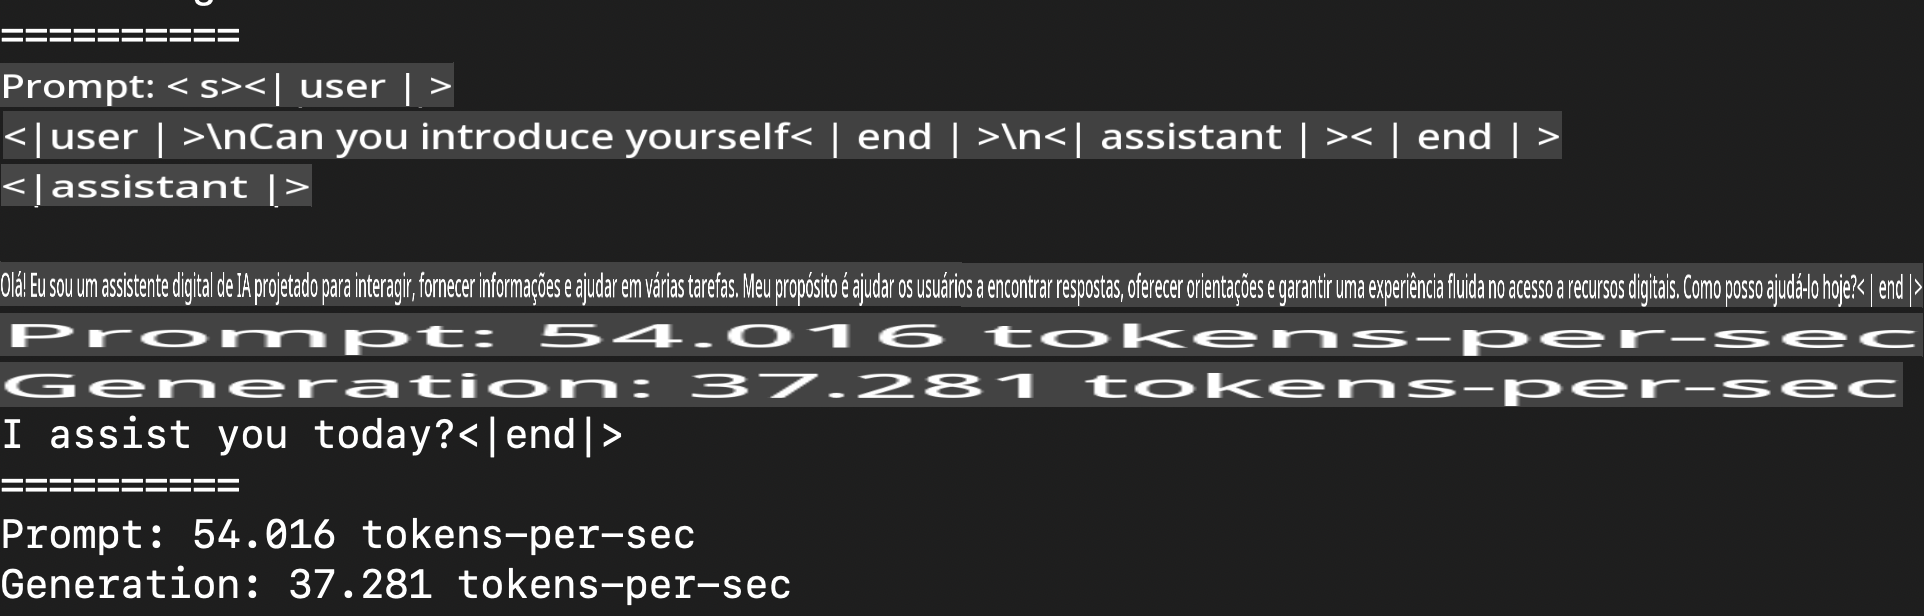 ==========
Prompt: < s><| user | >
<|user | >\nCan you introduce yourself< | end | >\n<| assistant | >< | end | >
<|assistant |>
Olá! Eu sou um assistente digital de IA projetado para interagir, fornecer informações e ajudar em várias tarefas. Meu propósito é ajudar os usuários a encontrar respostas, oferecer orientações e garantir uma experiência fluida no acesso a recursos digitais. Como posso ajudá-lo hoje?< | end |>
Prompt: 54.016 tokens-per-sec
Generation: 37.281 tokens-per-sec
I assist you today?<|end|>
==========
Prompt: 54.016 tokens-per-sec
Generation: 37.281 tokens-per-sec